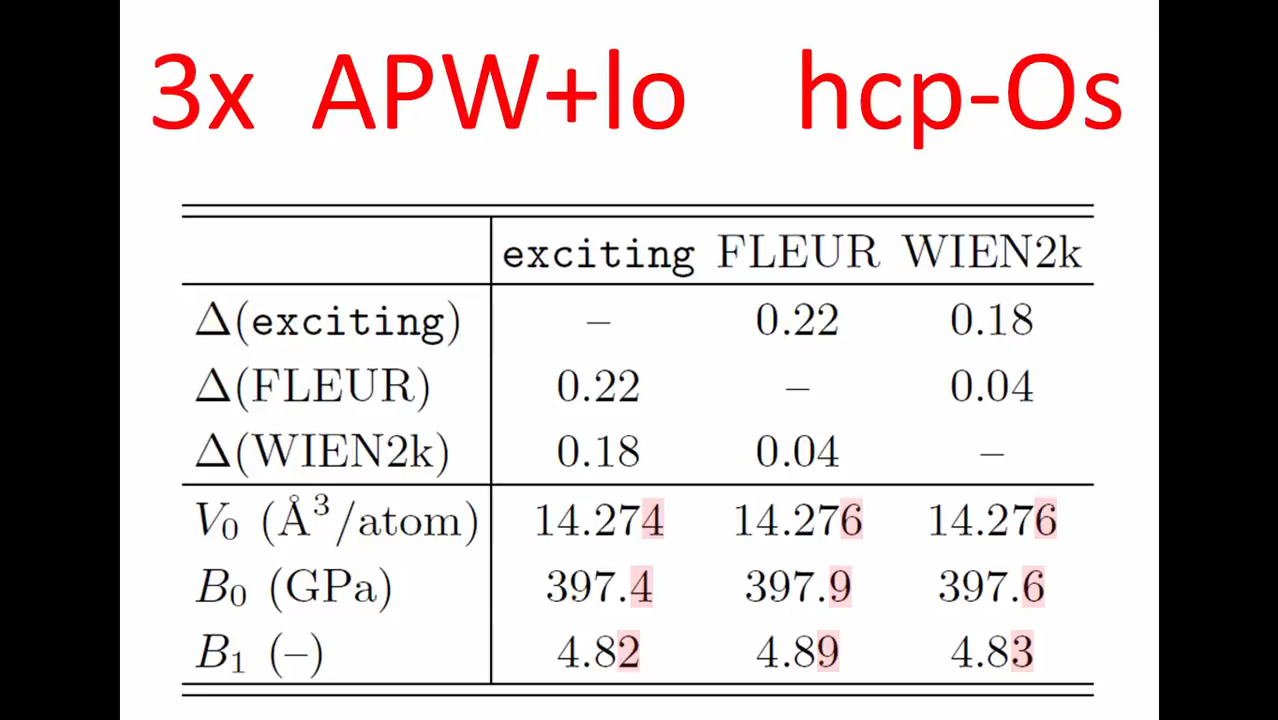 3x APW+lo hcp-Os
exciting FLEUR WIEN2k
Δ(exciting) – 0.22 0.18
Δ(FLEUR) 0.22 – 0.04
Δ(WIEN2k) 0.18 0.04 –
V₀ (Å³/atom) 14.274 14.276 14.276
B₀ (GPa) 397.4 397.9 397.6
B₁ (–) 4.82 4.89 4.83